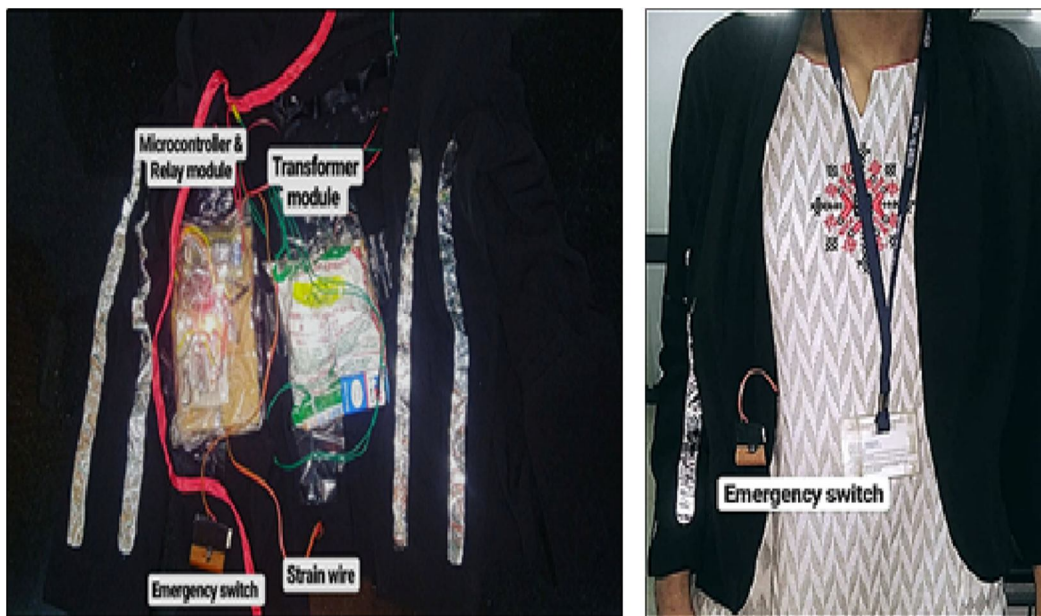 Microcontroller &
Relay module
Transformer
module
Emergency switch
Strain wire
Emergency switch